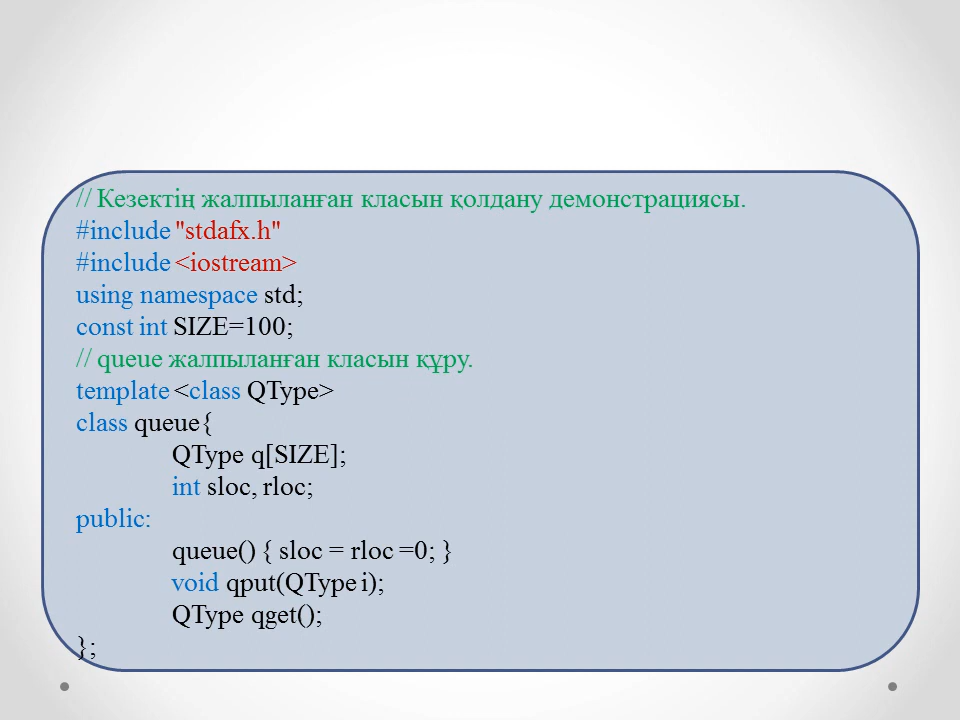 // Кезектің жалпыланған класын қолдану демонстрациясы.
#include "stdafx.h"
#include <iostream>
using namespace std;
const int SIZE=100;
// queue жалпыланған класын құру.
template <class QType>
class queue{
QType q[SIZE];
int sloc, rloc;
public:
queue() { sloc = rloc =0; }
void qput(QType i);
QType qget();
};